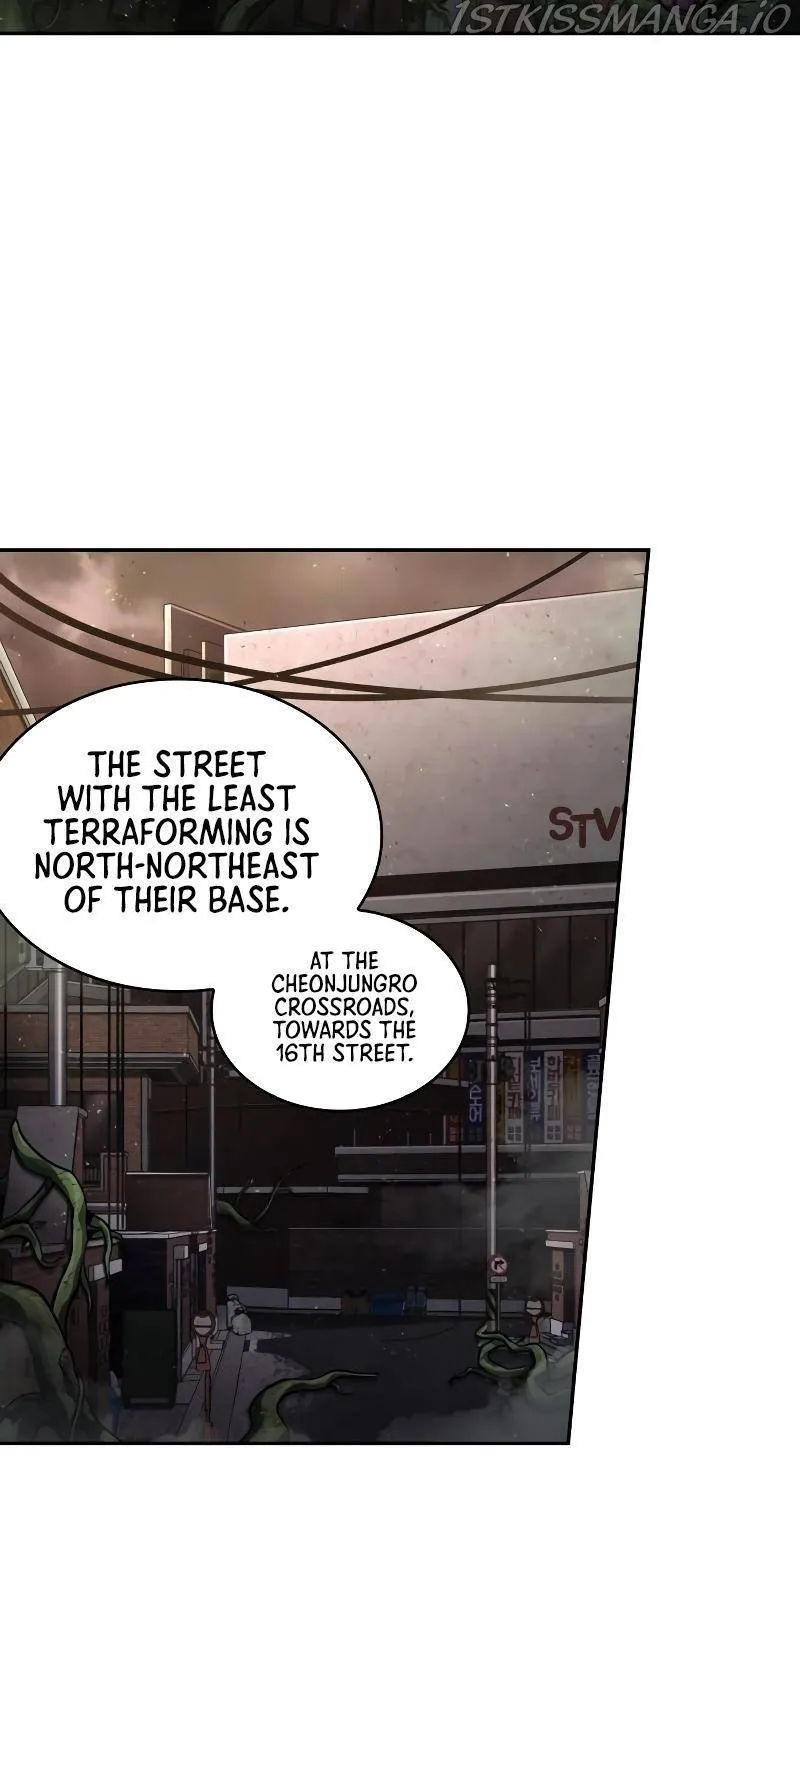 1STKISSMANGA.IO
THE STREET
WITH THE LEAST
TERRAFORMING IS
NORTH-NORTHEAST
OF THEIR BASE.
STV
AT THE
CHEONJUNGRO
CROSSROADS,
TOWARDS THE
16TH STREET.